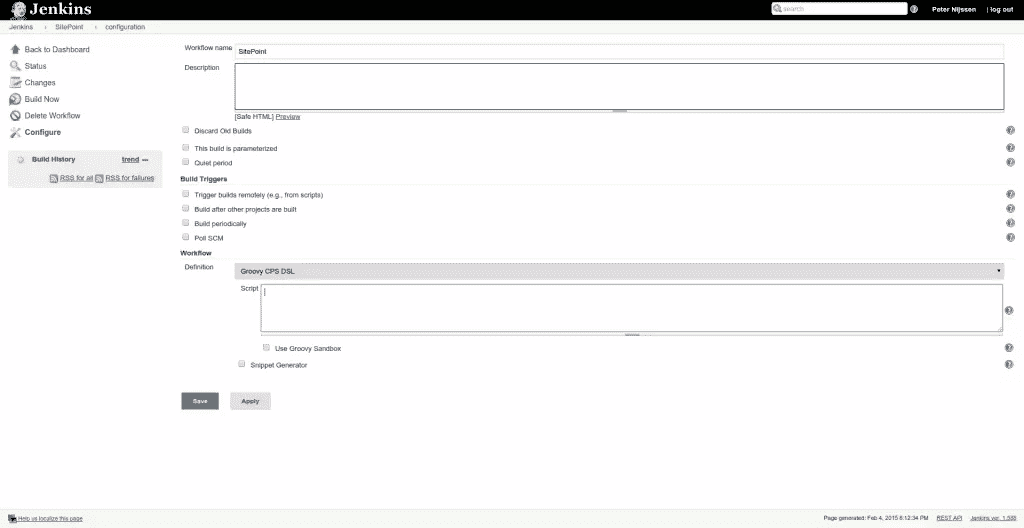 Jenkins
search
Peter Nijssen | log out
Jenkins › SitePoint › configuration
Back to Dashboard
Status
Changes
Build Now
Delete Workflow
Configure
Build History trend
RSS for all RSS for failures
Workflow name SitePoint
Description
[Safe HTML] Preview
Discard Old Builds
This build is parameterized
Quiet period
Build Triggers
Trigger builds remotely (e.g., from scripts)
Build after other projects are built
Build periodically
Poll SCM
Workflow
Definition Groovy CPS DSL
Script
Use Groovy Sandbox
Snippet Generator
Save Apply
Help us localize this page
Page generated: Feb 4, 2015 8:12:34 PM REST API Jenkins ver.